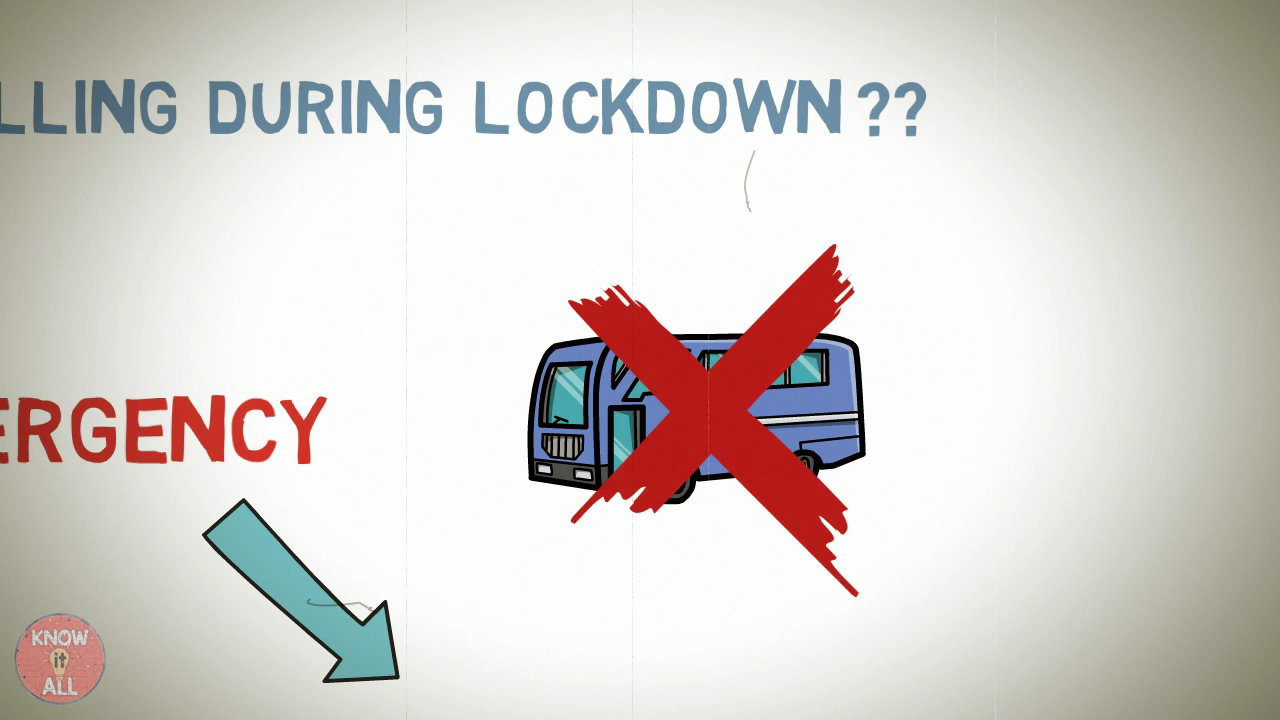 LLING DURING LOCKDOWN ??
ERGENCY
KNOW
it
ALL